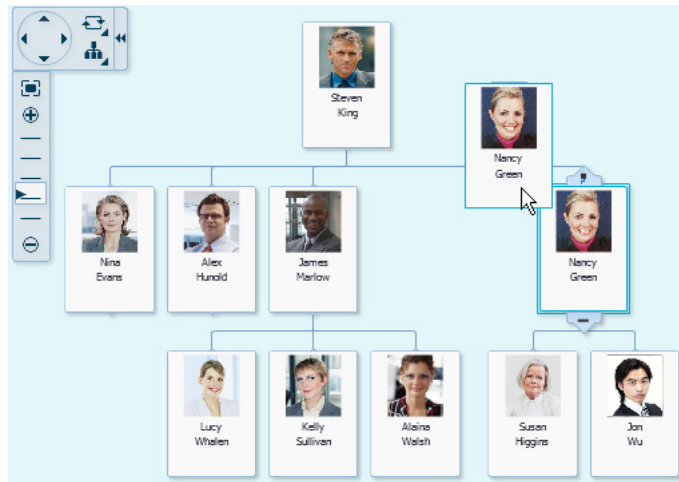 Steven
King
Nancy
Green
Nancy
Green
Nina
Evans
Alex
Hunold
James
Marlow
Lucy
Whalen
Kelly
Sullivan
Alaina
Walsh
Susan
Higgins
Jon
Wu